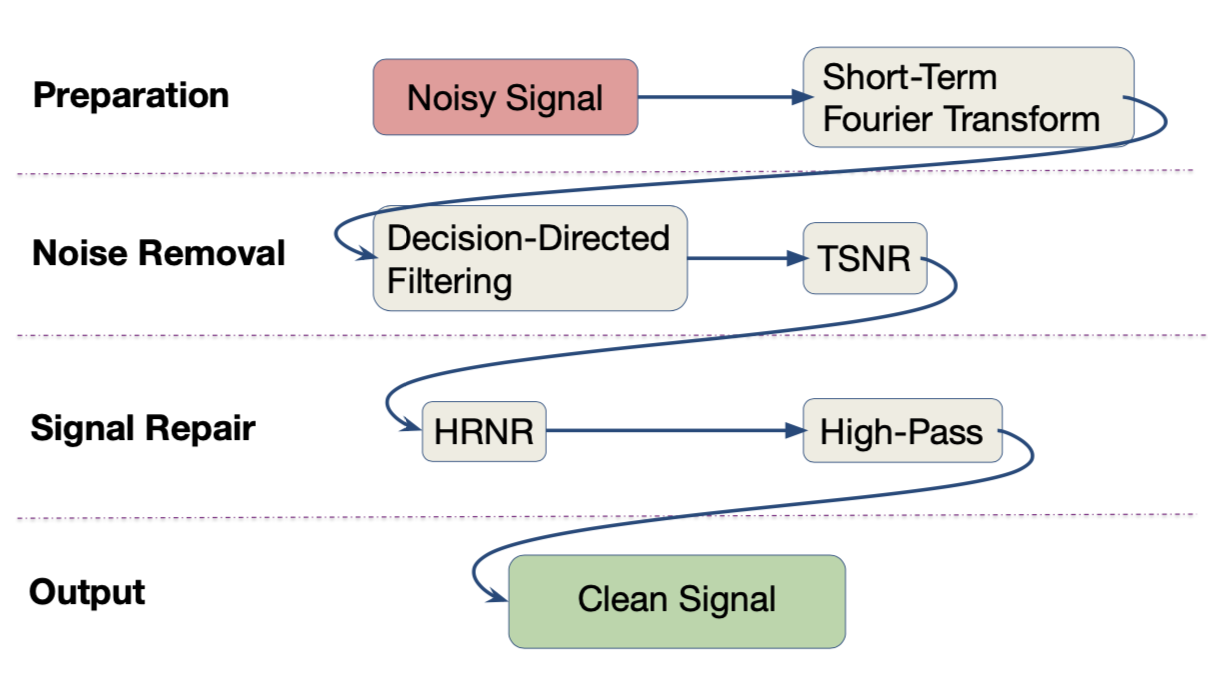 Preparation
Noisy Signal
Short-Term
Fourier Transform
Noise Removal
Decision-Directed
Filtering
TSNR
Signal Repair
HRNR
High-Pass
Output
Clean Signal